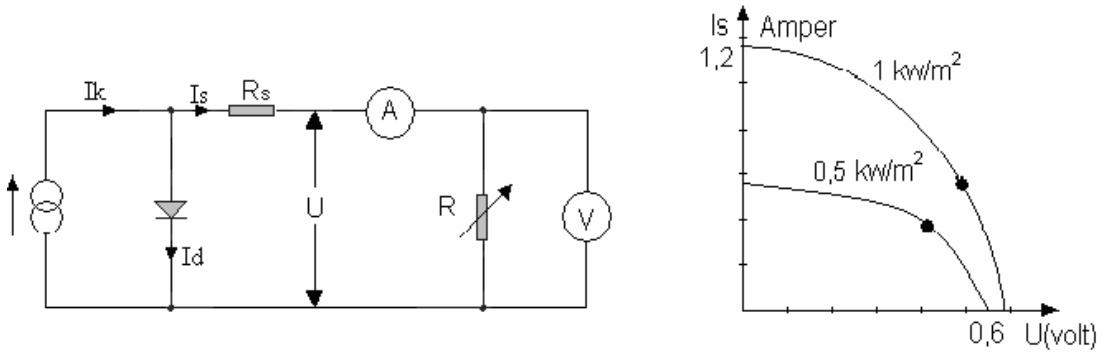 Ik
Is
Rs
A
U
R
V
Id
Is
Amper
1,2
1 kw/m²
0,5 kw/m²
0,6
U(volt)